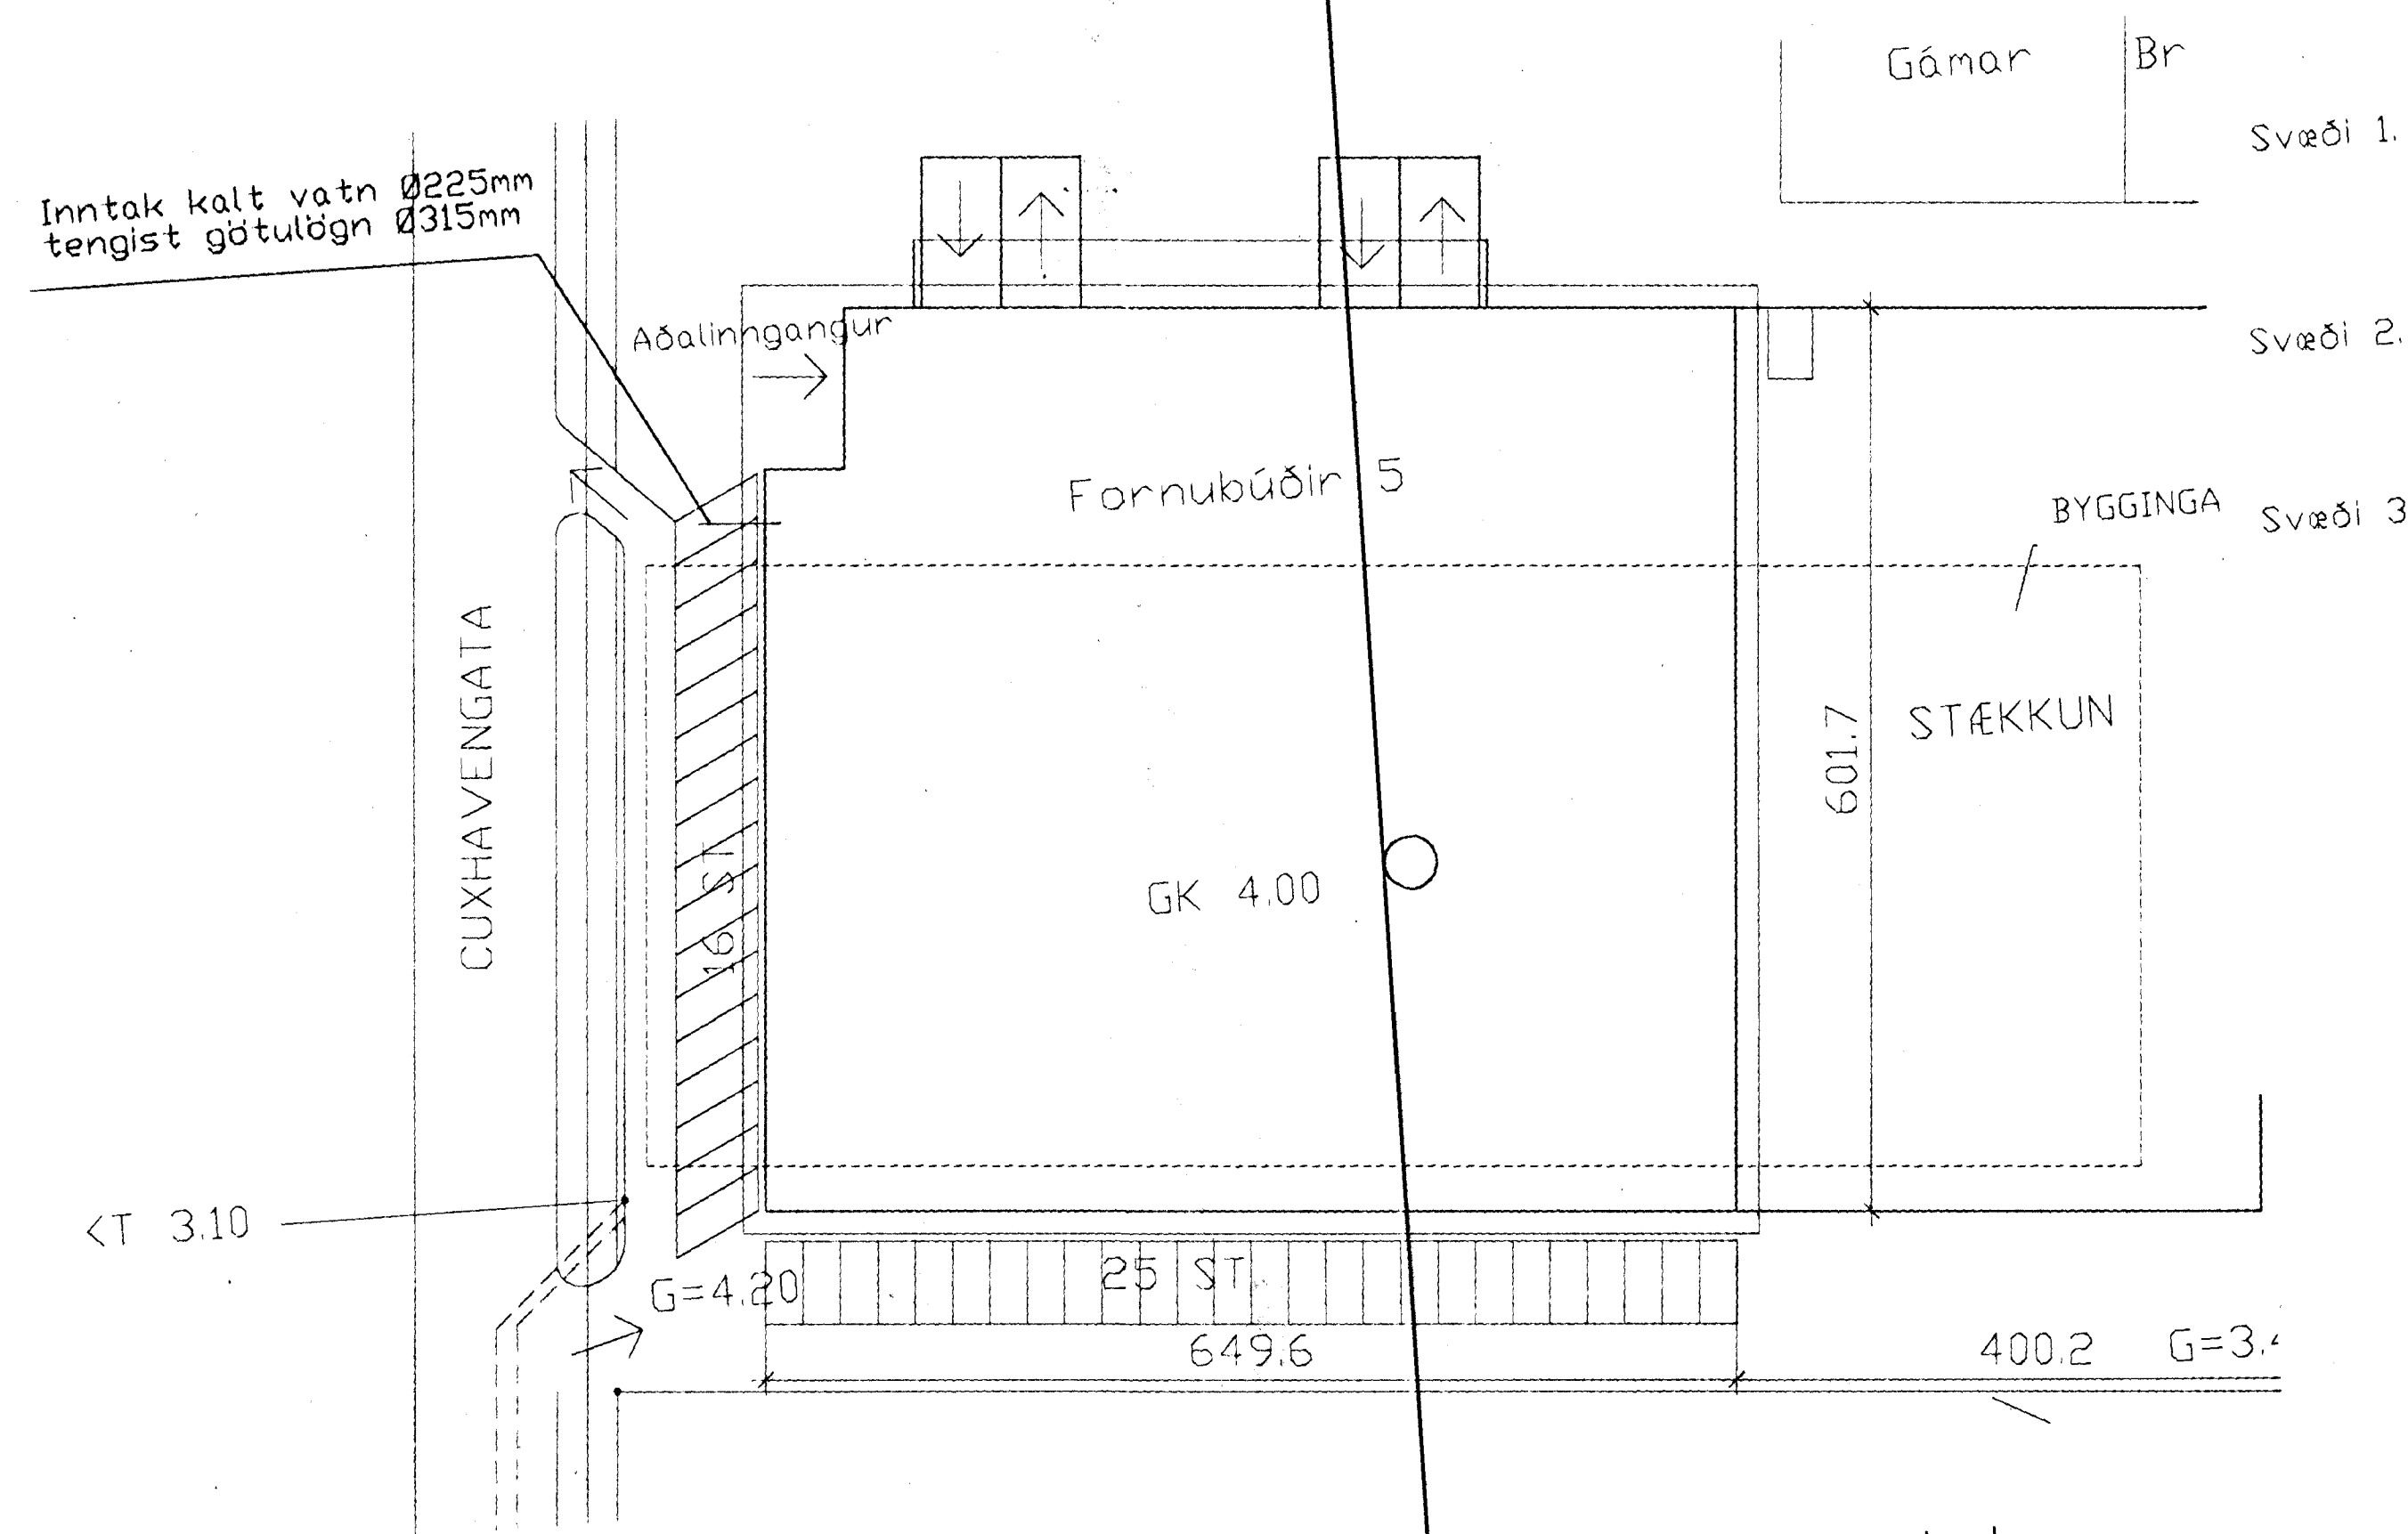 Gámar
Br
Svæði 1.
Inntak kalt vatn Ø225mm
tengist götulögn Ø315mm
Aðalinngangur
Svæði 2.
Fornubúðir 5
BYGGINGA
Svæði 3
CUXHAVENGATA
STÆKKUN
601.7
16 ST
GK 4.00
<T 3.10
G=4.20
25 ST
649.6
400.2
G=3.